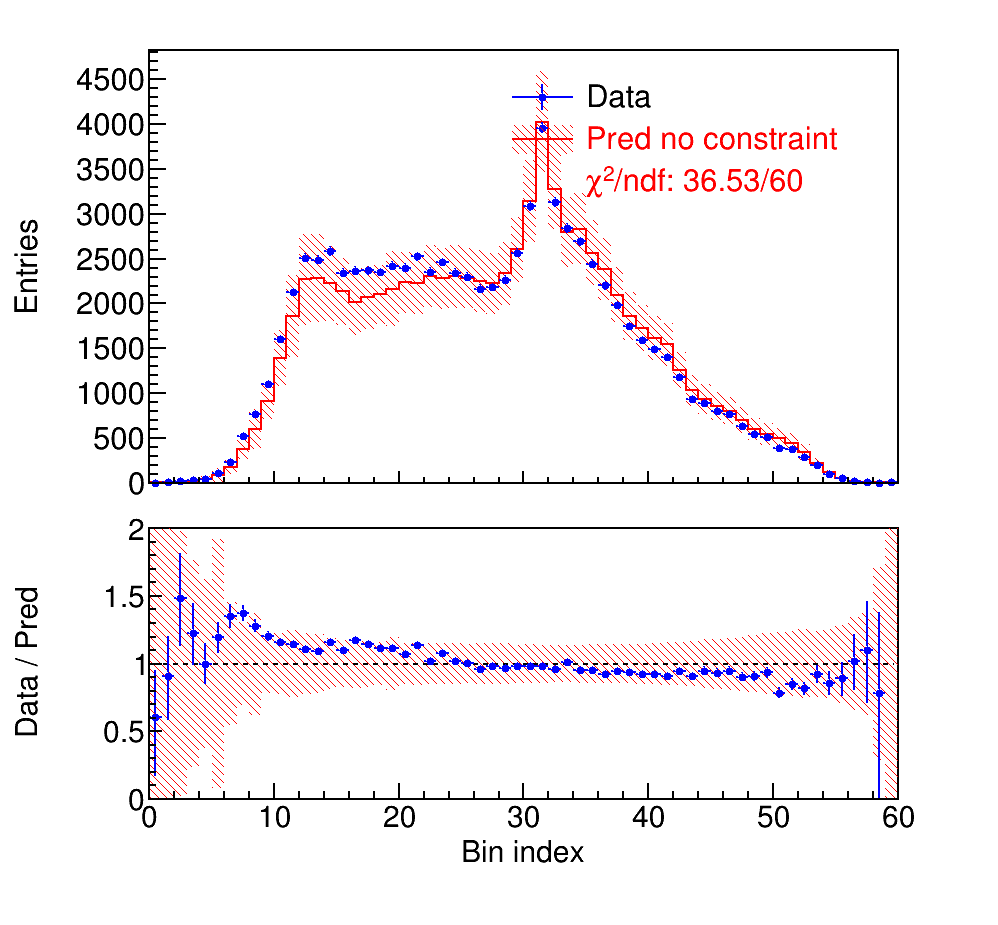 4500
4000
3500
3000
2500
2000
1500
1000
500
0
Entries
Data
Pred no constraint
χ²/ndf: 36.53/60
2
1.5
1
0.5
0
Data / Pred
0 10 20 30 40 50 60
Bin index